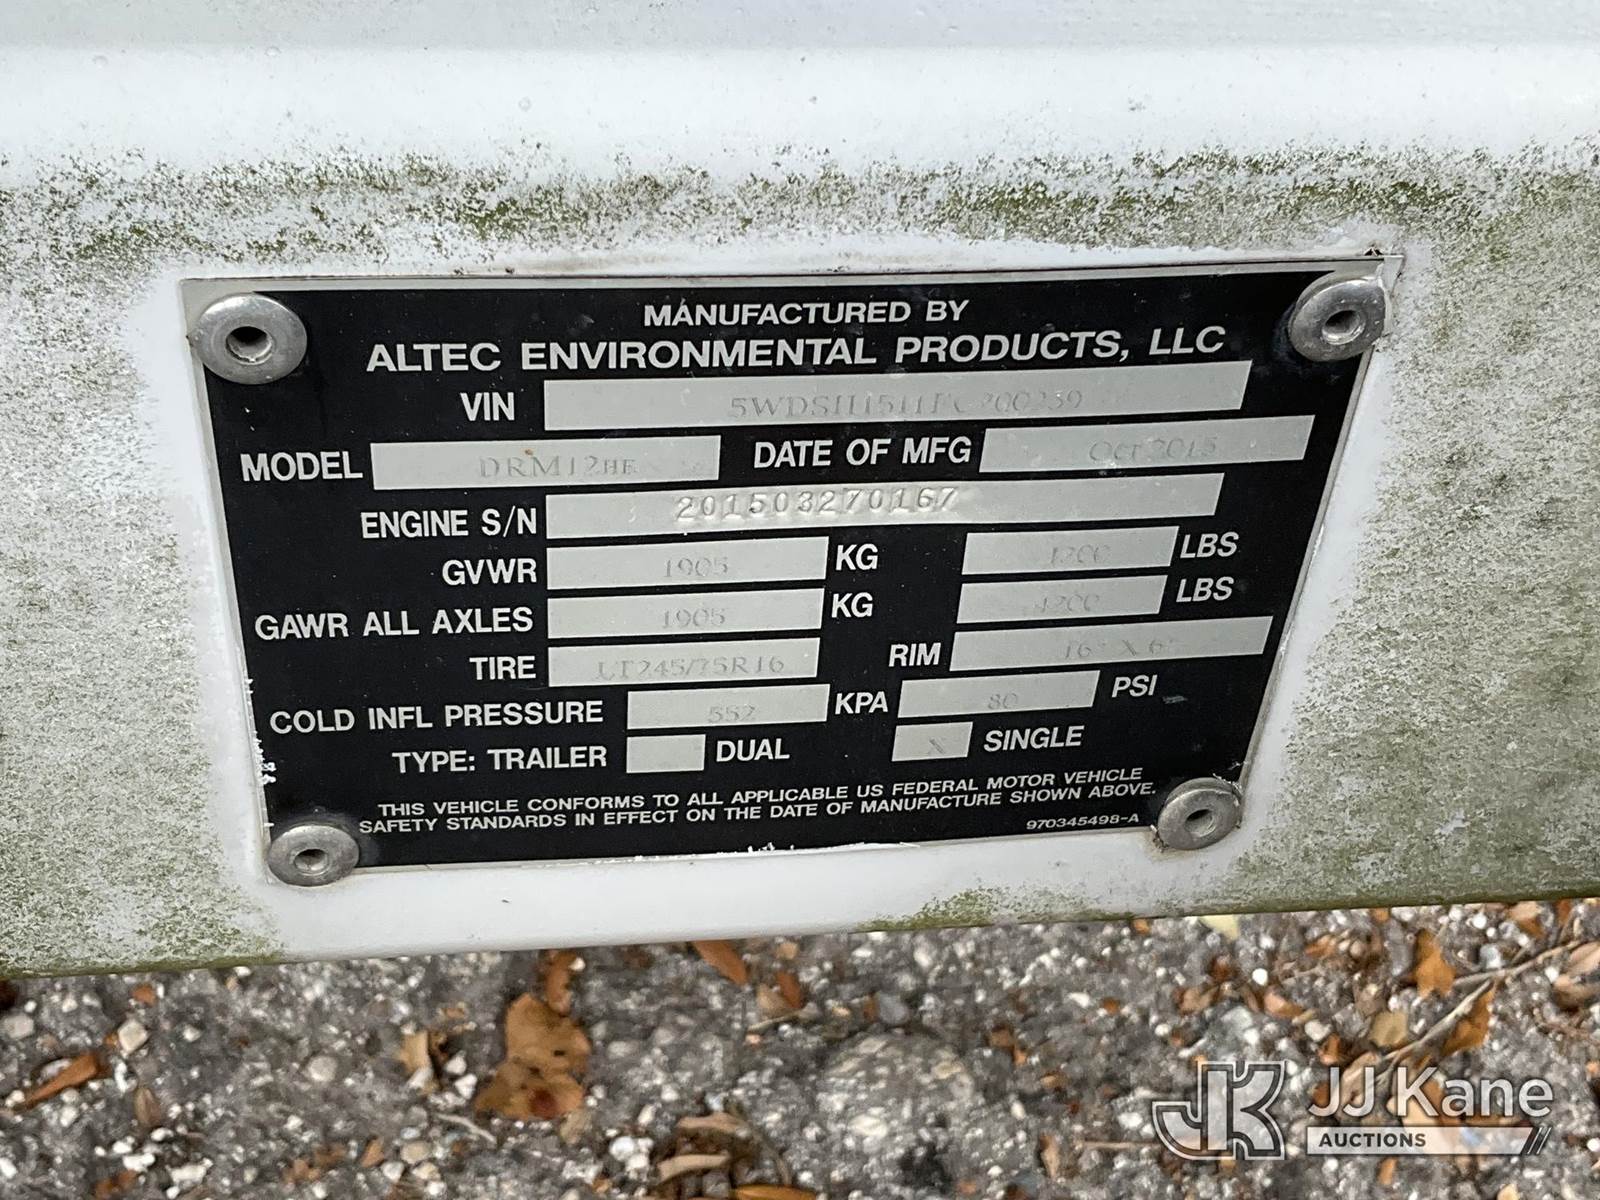 MANUFACTURED BY
ALTEC ENVIRONMENTAL PRODUCTS, LLC
VIN
MODEL DRM12HE DATE OF MFG Oct 2015
ENGINE S/N 201503270167
GVWR 1905 KG 4200 LBS
GAWR ALL AXLES 1905 KG 4200 LBS
TIRE LT245/75R16 RIM 16" X 6"
COLD INFL PRESSURE 552 KPA 80 PSI
TYPE: TRAILER DUAL X SINGLE
THIS VEHICLE CONFORMS TO ALL APPLICABLE US FEDERAL MOTOR VEHICLE
SAFETY STANDARDS IN EFFECT ON THE DATE OF MANUFACTURE SHOWN ABOVE.
970345498-A
JK JJ Kane
AUCTIONS